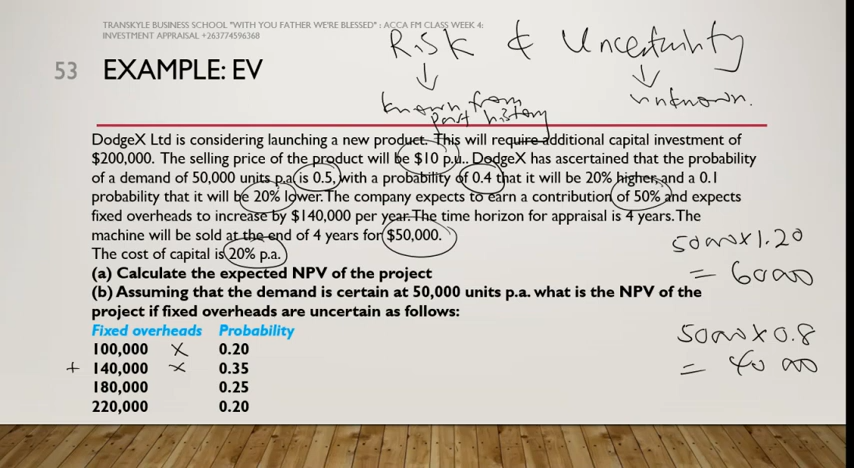 TRANSKYLE BUSINESS SCHOOL "WITH YOU FATHER WE'RE BLESSED" : ACCA FM CLASS WEEK 4:
INVESTMENT APPRAISAL +263774596368
Risk & Uncertainty
53 EXAMPLE: EV
known from past history
unknown.
DodgeX Ltd is considering launching a new product. This will require additional capital investment of
$200,000. The selling price of the product will be $10 p.u.. DodgeX has ascertained that the probability
of a demand of 50,000 units p.a is 0.5, with a probability of 0.4 that it will be 20% higher, and a 0.1
probability that it will be 20% lower. The company expects to earn a contribution of 50% and expects
fixed overheads to increase by $140,000 per year. The time horizon for appraisal is 4 years. The
machine will be sold at the end of 4 years for $50,000.
The cost of capital is 20% p.a.
50000 x 1.20
= 60000
(a) Calculate the expected NPV of the project
(b) Assuming that the demand is certain at 50,000 units p.a. what is the NPV of the
project if fixed overheads are uncertain as follows:
Fixed overheads Probability
100,000 x 0.20
+ 140,000 x 0.35
180,000 0.25
220,000 0.20
50000 x 0.8
= 40 000